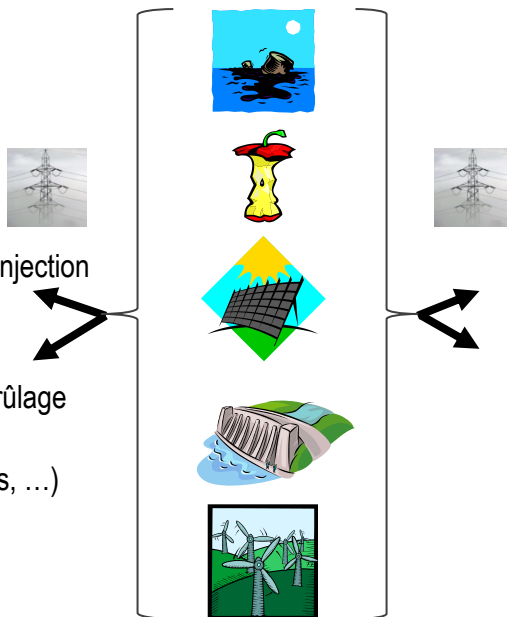 njection
rûlage
s, …)